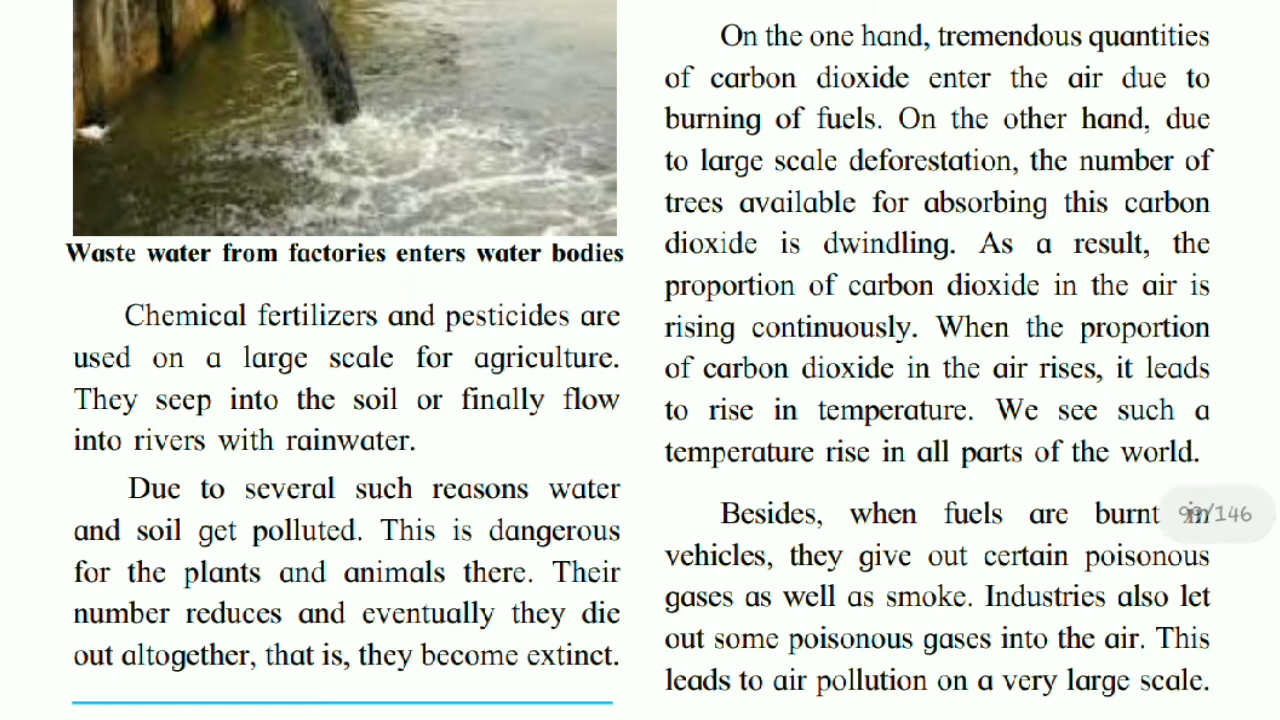 Waste water from factories enters water bodies
Chemical fertilizers and pesticides are
used on a large scale for agriculture.
They seep into the soil or finally flow
into rivers with rainwater.
Due to several such reasons water
and soil get polluted. This is dangerous
for the plants and animals there. Their
number reduces and eventually they die
out altogether, that is, they become extinct.
On the one hand, tremendous quantities
of carbon dioxide enter the air due to
burning of fuels. On the other hand, due
to large scale deforestation, the number of
trees available for absorbing this carbon
dioxide is dwindling. As a result, the
proportion of carbon dioxide in the air is
rising continuously. When the proportion
of carbon dioxide in the air rises, it leads
to rise in temperature. We see such a
temperature rise in all parts of the world.
Besides, when fuels are burnt in
vehicles, they give out certain poisonous
gases as well as smoke. Industries also let
out some poisonous gases into the air. This
leads to air pollution on a very large scale.
99/146